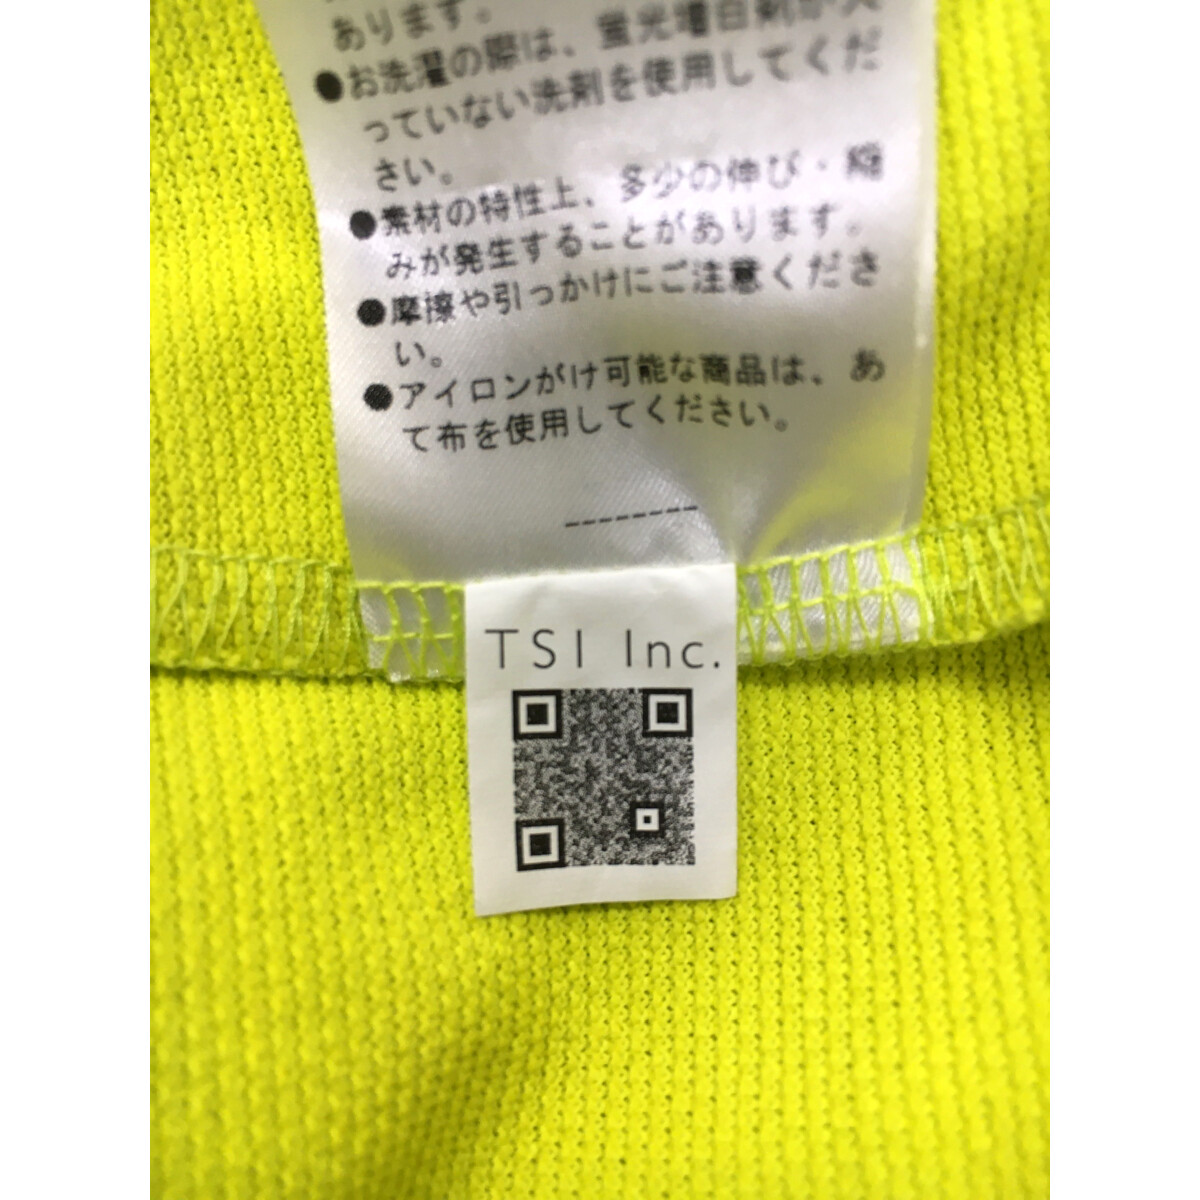 あります。
●お洗濯の際は、蛍光増白剤が入
っていない洗剤を使用してくだ
さい。
●素材の特性上、多少の伸び・縮
みが発生することがあります。
●摩擦や引っかけにご注意くださ
い。
●アイロンがけ可能な商品は、あ
て布を使用してください。
--------
TSI Inc.